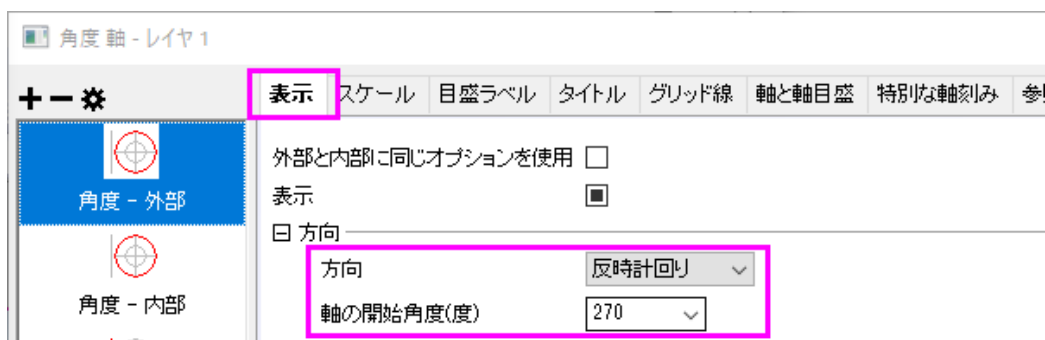 角度 軸 - レイヤ 1
表示 スケール 目盛ラベル タイトル グリッド線 軸と軸目盛 特別な軸刻み
外部と内部に同じオプションを使用
角度 - 外部
表示
方向
方向 反時計回り
角度 - 内部
軸の開始角度(度) 270